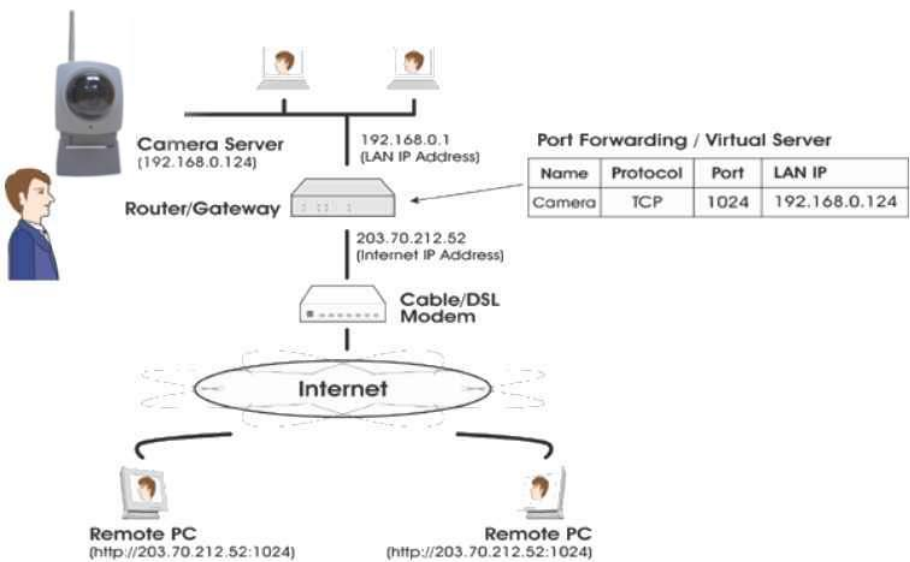 Camera Server
(192.168.0.124)
192.168.0.1
(LAN IP Address)
Port Forwarding / Virtual Server
Name Protocol Port LAN IP
Camera TCP 1024 192.168.0.124
Router/Gateway
203.70.212.52
(Internet IP Address)
Cable/DSL
Modem
Internet
Remote PC
(http://203.70.212.52:1024)
Remote PC
(http://203.70.212.52:1024)